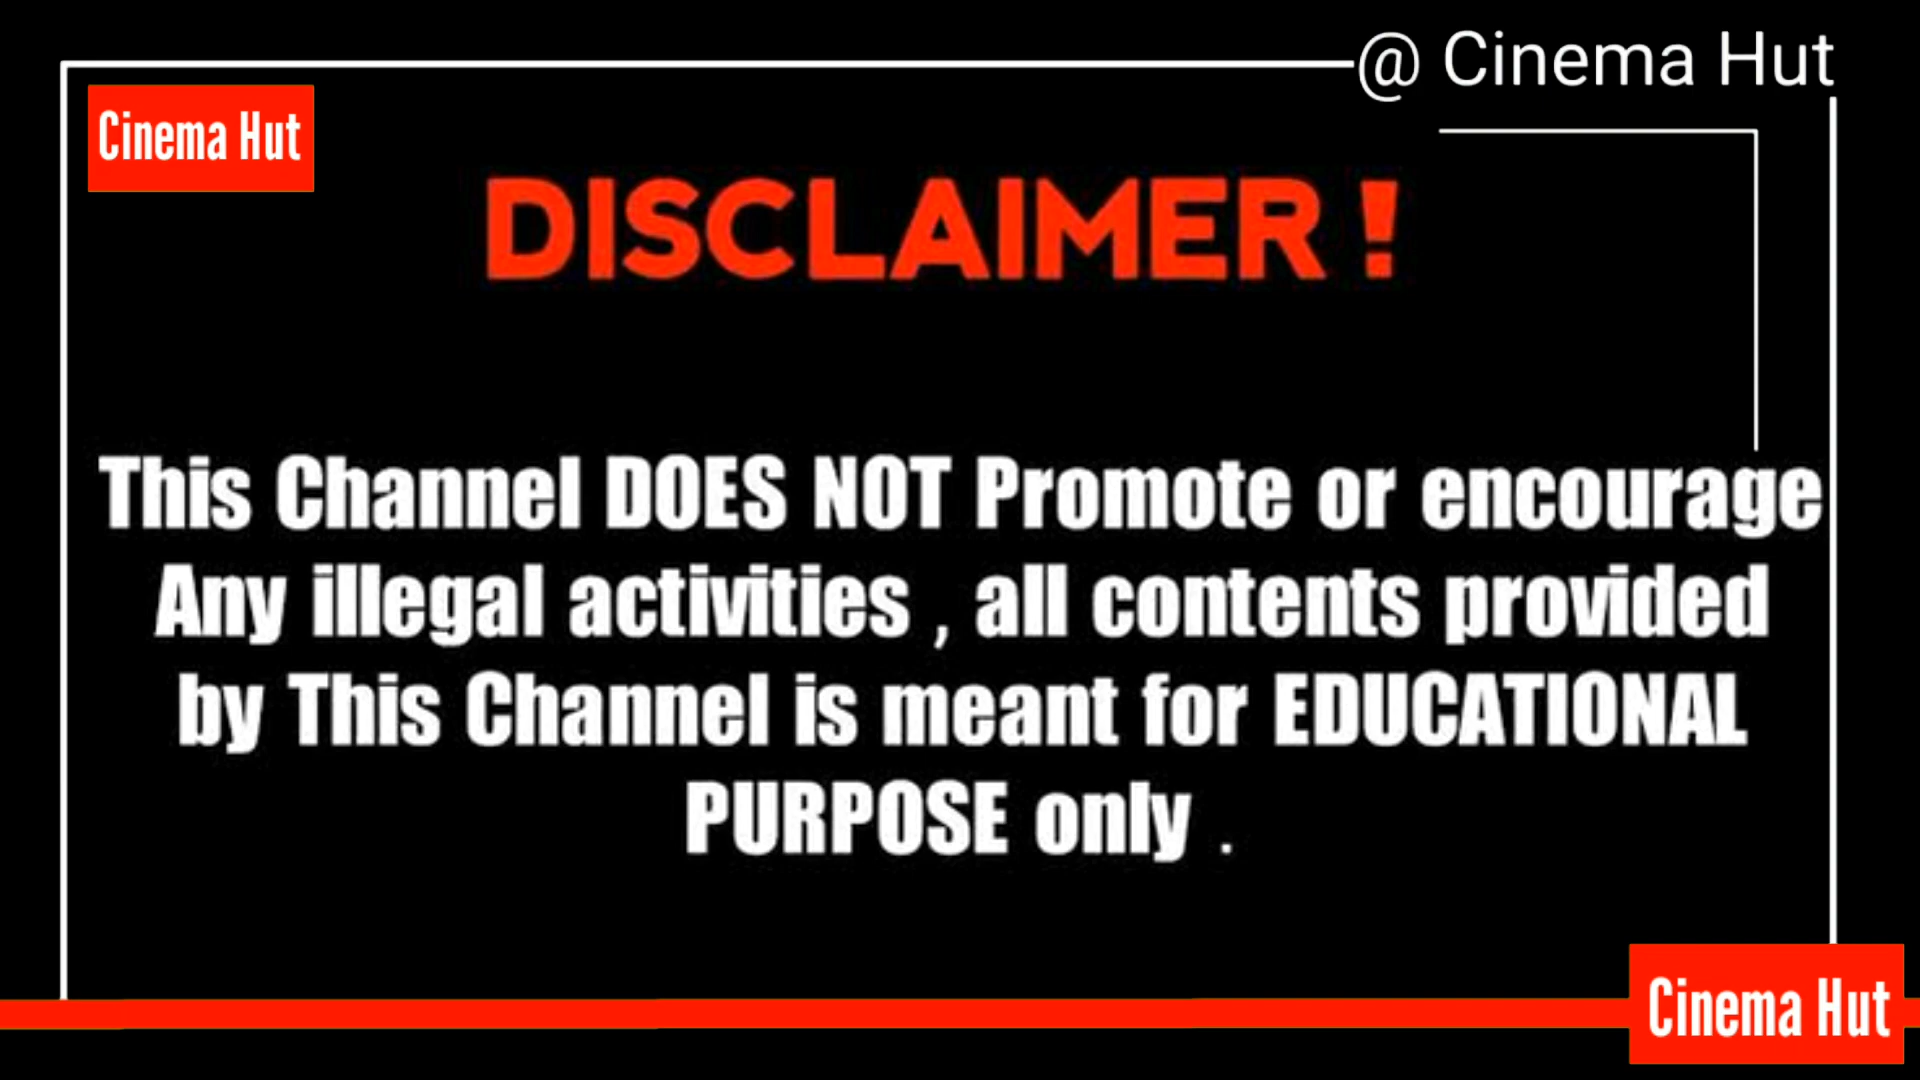 @ Cinema Hut
Cinema Hut
DISCLAIMER !
This Channel DOES NOT Promote or encourage
Any illegal activities , all contents provided
by This Channel is meant for EDUCATIONAL
PURPOSE only .
Cinema Hut